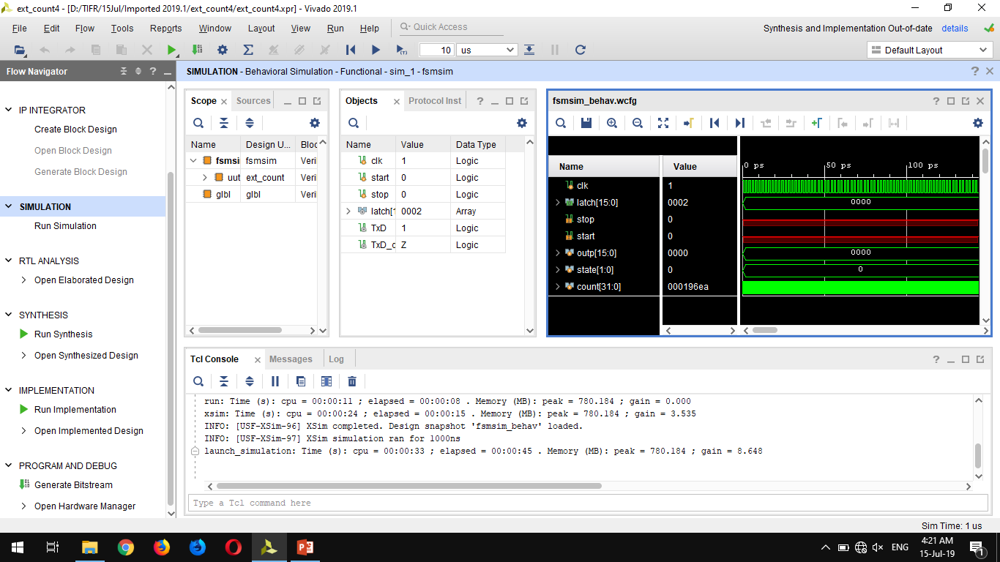 ext_count4 - [D:/TIFR/15Jul/Imported 2019.1/ext_count4/ext_count4.xpr] - Vivado 2019.1
File Edit Flow Tools Reports Window Layout View Run Help Quick Access
Synthesis and Implementation Out-of-date details
10 us Default Layout
Flow Navigator
IP INTEGRATOR
Create Block Design
Open Block Design
Generate Block Design
SIMULATION
Run Simulation
RTL ANALYSIS
Open Elaborated Design
SYNTHESIS
Run Synthesis
Open Synthesized Design
IMPLEMENTATION
Run Implementation
Open Implemented Design
PROGRAM AND DEBUG
Generate Bitstream
Open Hardware Manager
SIMULATION - Behavioral Simulation - Functional - sim_1 - fsmsim
Scope Sources
Name Design U... Bloc
fsmsi fsmsim Veri
uut ext_count Veri
glbl glbl Veri
Objects Protocol Inst
Name Value Data Type
clk 1 Logic
start 0 Logic
stop 0 Logic
latch[1 0002 Array
TxD 1 Logic
TxD_c Z Logic
fsmsim_behav.wcfg
Name Value
0 ps 50 ps 100 ps
clk 1
latch[15:0] 0002 0000
stop 0
start 0
outp[15:0] 0000 0000
state[1:0] 0 0
count[31:0] 000196ea
Tcl Console Messages Log
run: Time (s): cpu = 00:00:11 ; elapsed = 00:00:08 . Memory (MB): peak = 780.184 ; gain = 0.000
xsim: Time (s): cpu = 00:00:24 ; elapsed = 00:00:15 . Memory (MB): peak = 780.184 ; gain = 3.535
INFO: [USF-XSim-96] XSim completed. Design snapshot 'fsmsim_behav' loaded.
INFO: [USF-XSim-97] XSim simulation ran for 1000ns
launch_simulation: Time (s): cpu = 00:00:33 ; elapsed = 00:00:45 . Memory (MB): peak = 780.184 ; gain = 8.648
Type a Tcl command here
Sim Time: 1 us
ENG
4:21 AM
15-Jul-19
1